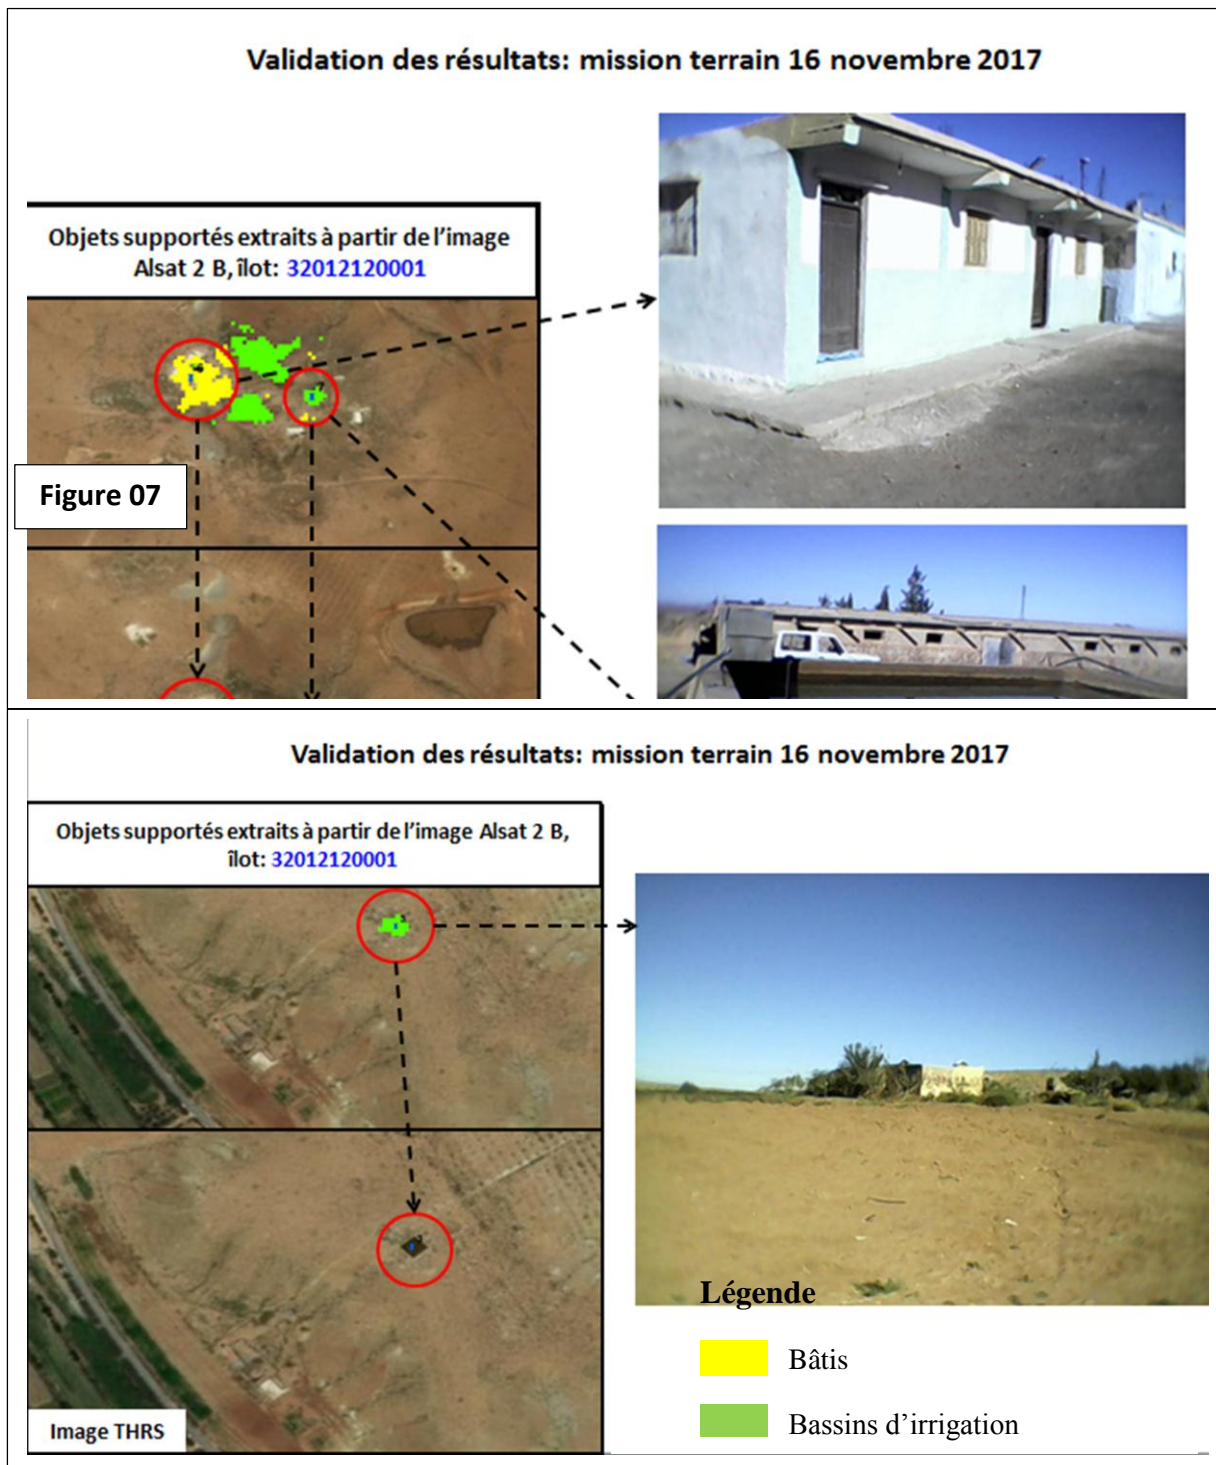 Validation des résultats: mission terrain 16 novembre 2017
Objets supportés extraits à partir de l'image
Alsat 2 B, îlot: 32012120001
Figure 07
Validation des résultats: mission terrain 16 novembre 2017
Objets supportés extraits à partir de l'image Alsat 2 B,
îlot: 32012120001
Image THRS
Légende
Bâtis
Bassins d'irrigation